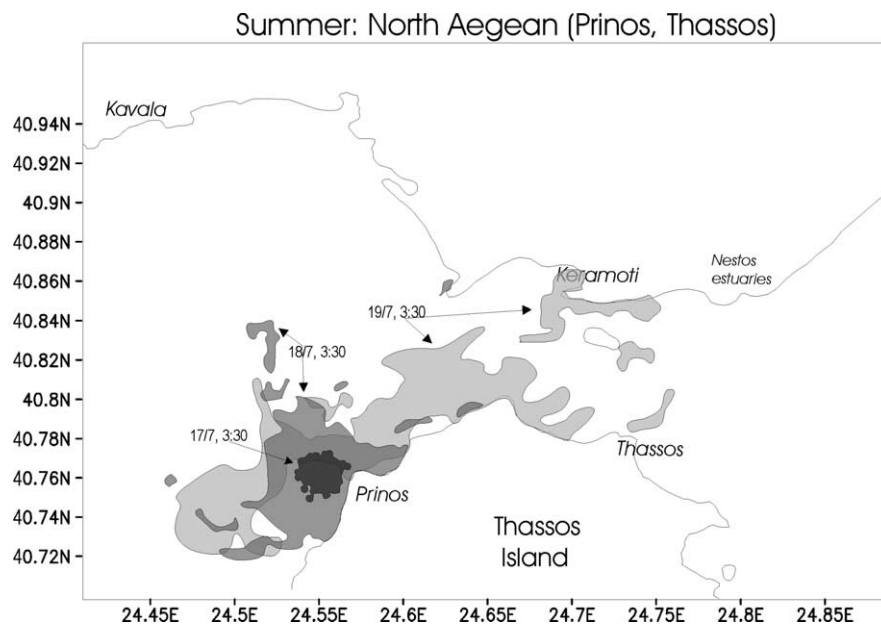 Summer: North Aegean (Prinos, Thassos)
Kavala
40.94N
40.92N
40.9N
40.88N
40.86N
40.84N
40.82N
40.8N
40.78N
40.76N
40.74N
40.72N
Keramoti
Nestos
estuaries
19/7, 3:30
18/7, 3:30
17/7, 3:30
Thassos
Prinos
Thassos
Island
24.45E
24.5E
24.55E
24.6E
24.65E
24.7E
24.75E
24.8E
24.85E